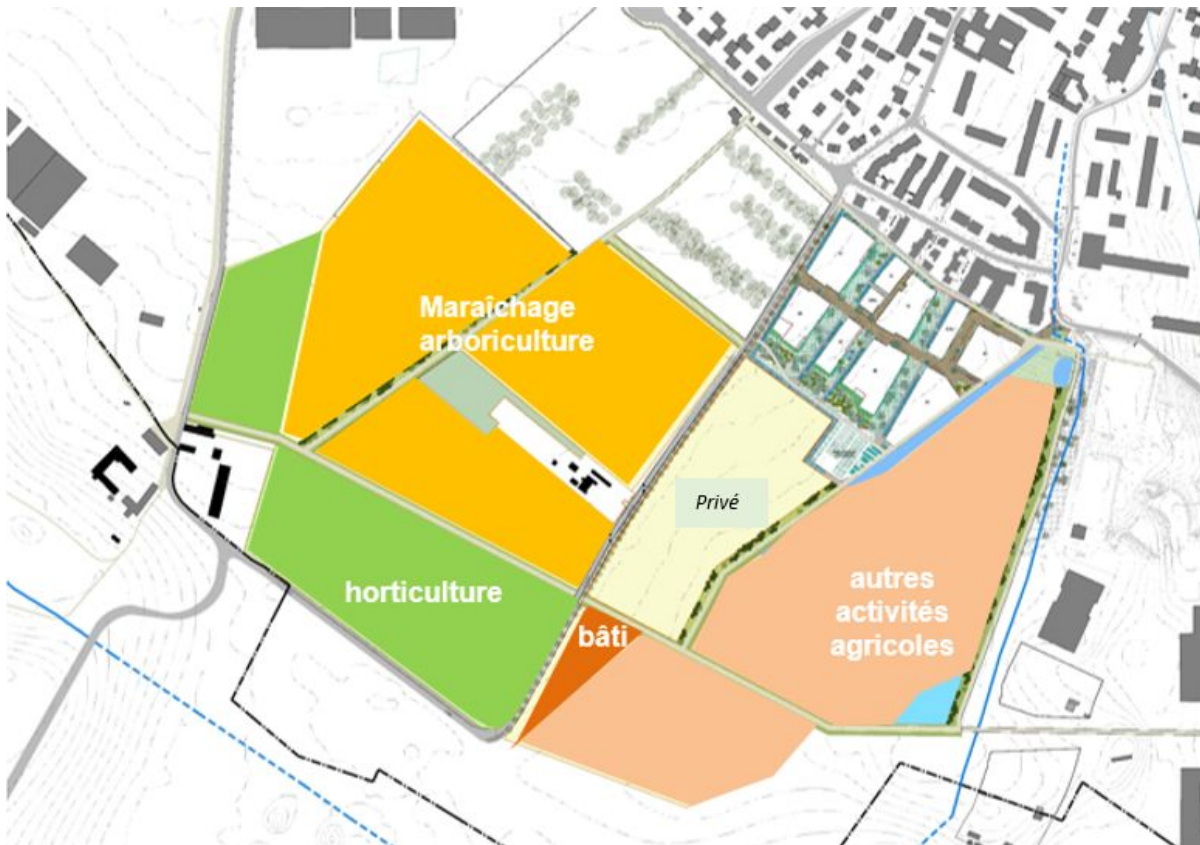 Maraîchage
arboriculture
Privé
horticulture
autres
activités
agricoles
bâti